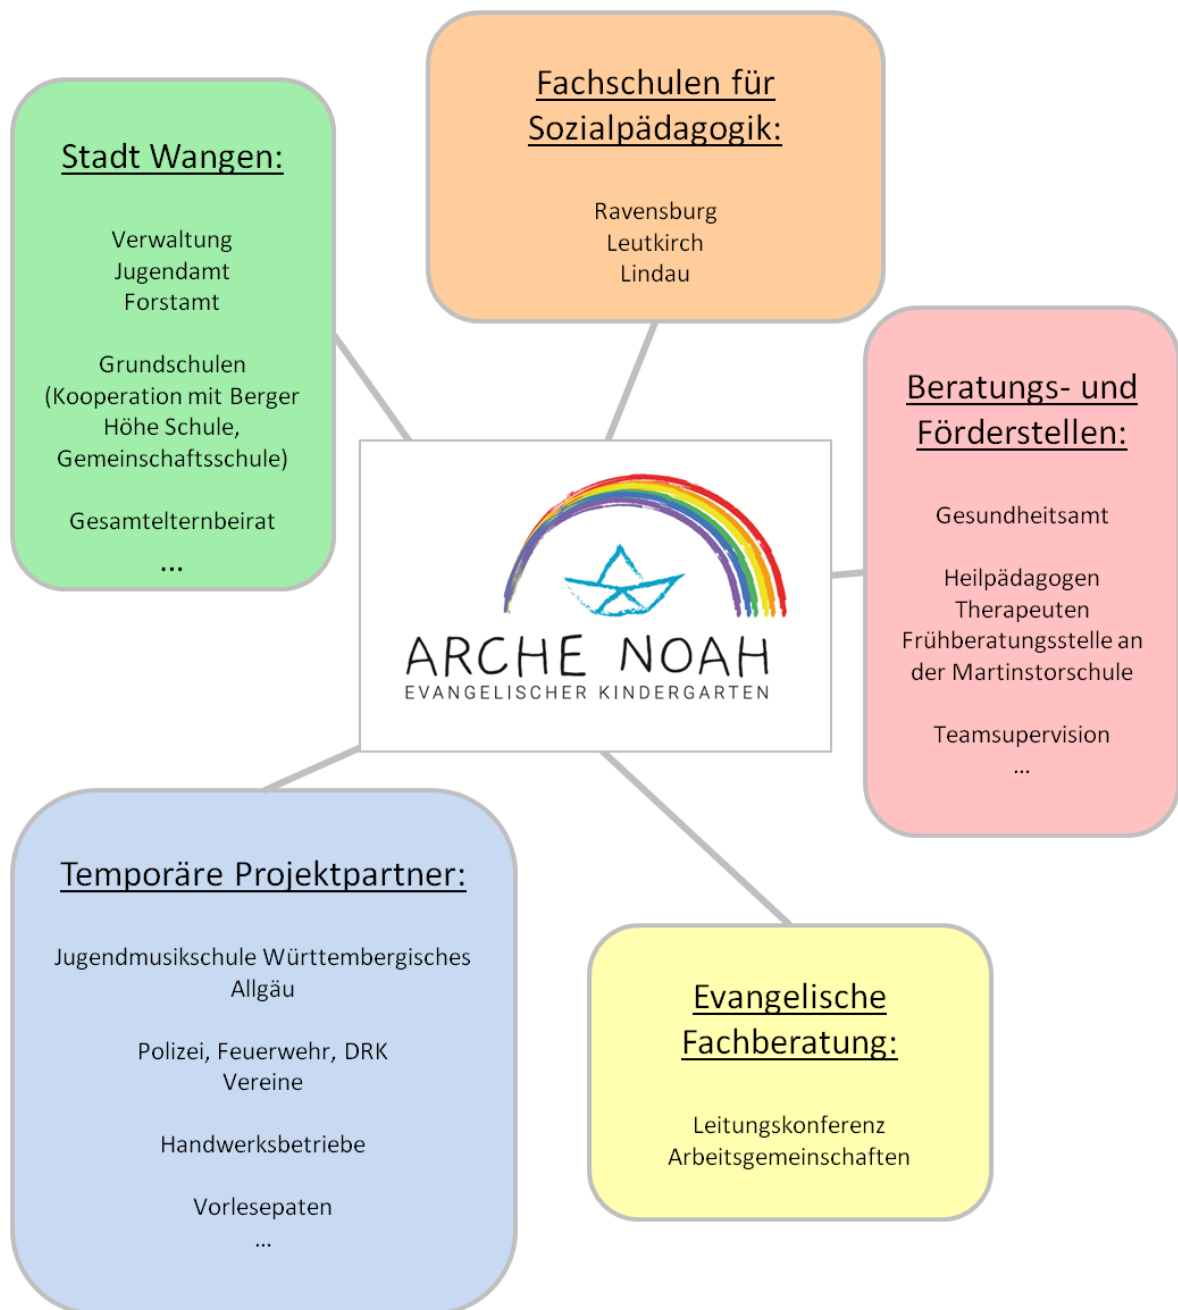 Fachschulen für
Sozialpädagogik:
Ravensburg
Leutkirch
Lindau
Stadt Wangen:
Verwaltung
Jugendamt
Forstamt
Grundschulen
(Kooperation mit Berger
Höhe Schule,
Gemeinschaftsschule)
Gesamtelternbeirat
...
Beratungs- und
Förderstellen:
Gesundheitsamt
Heilpädagogen
Therapeuten
Frühberatungsstelle an
der Martinstorschule
Teamsupervision
...
ARCHE NOAH
EVANGELISCHER KINDERGARTEN
Temporäre Projektpartner:
Jugendmusikschule Württembergisches
Allgäu
Polizei, Feuerwehr, DRK
Vereine
Handwerksbetriebe
Vorlesepaten
...
Evangelische
Fachberatung:
Leitungskonferenz
Arbeitsgemeinschaften